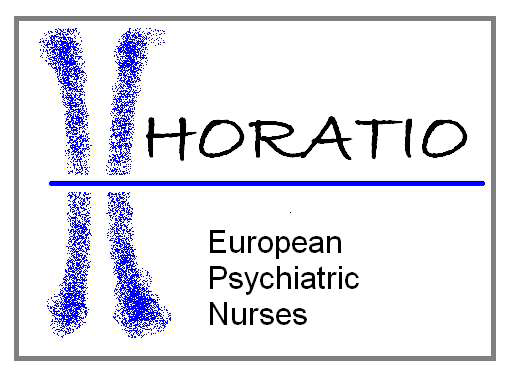 HORATIO
European
Psychiatric
Nurses